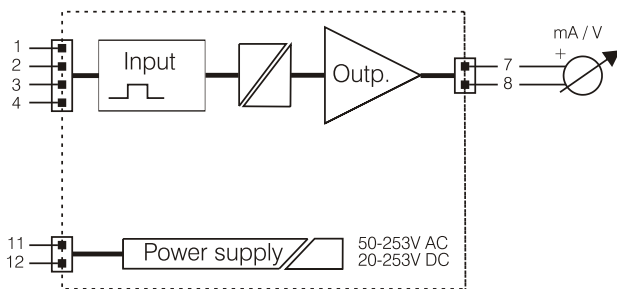 mA / V
1
2
3
4
Input
Outp.
+
7
8
11
12
Power supply
50-253V AC
20-253V DC